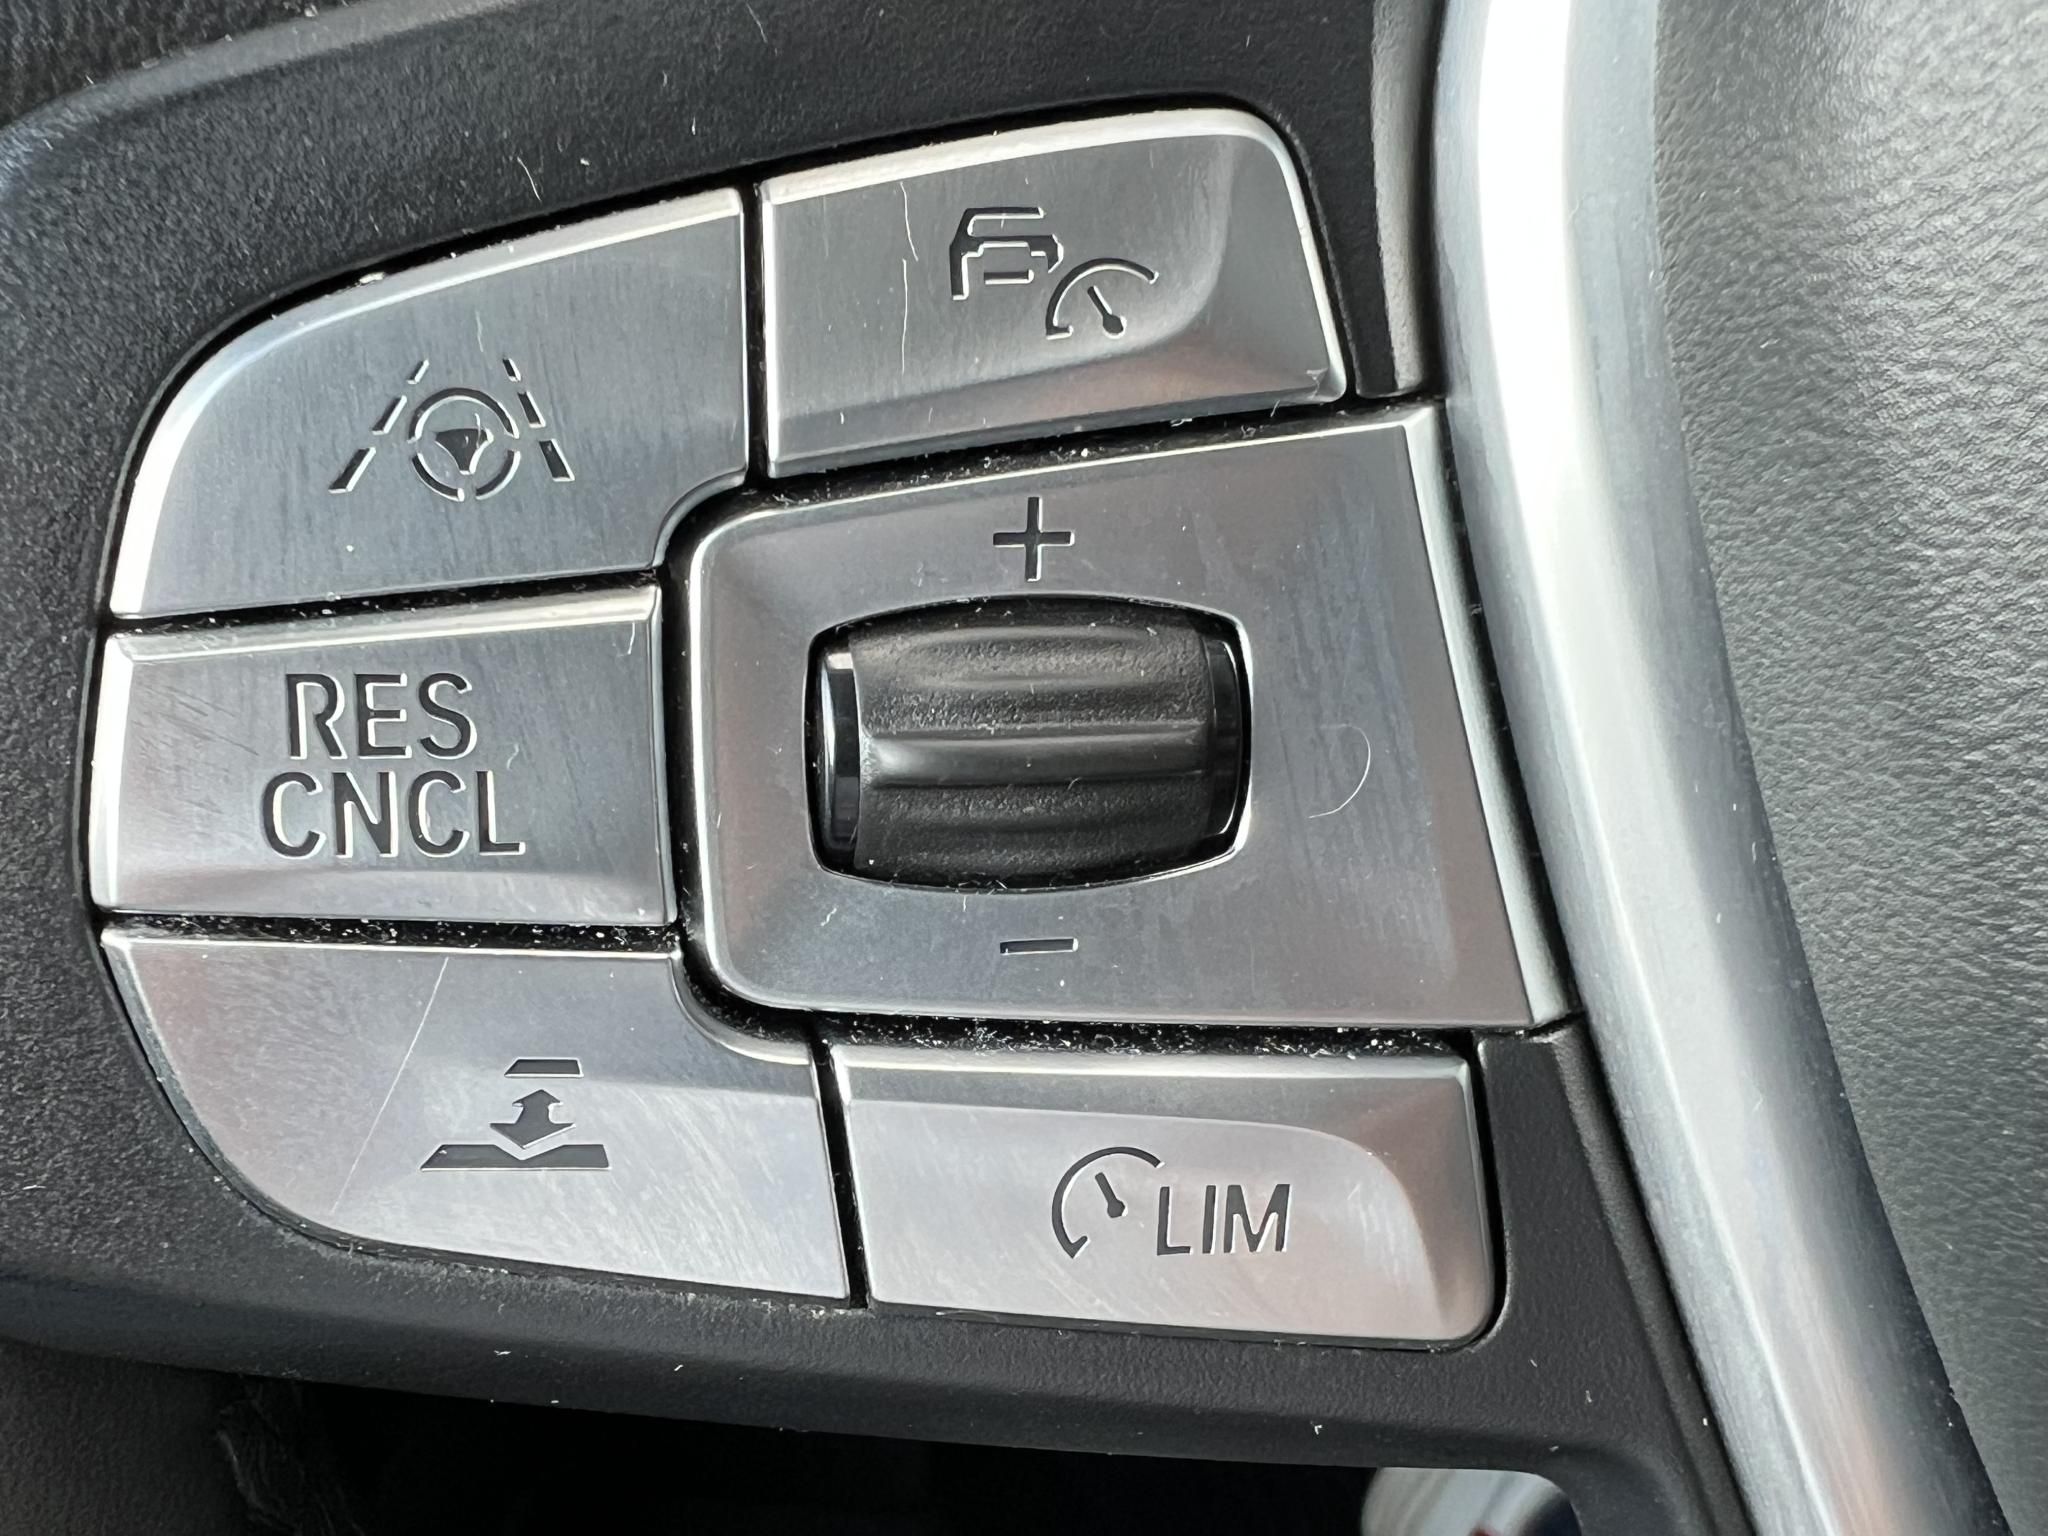 +
RES
CNCL
-
LIM